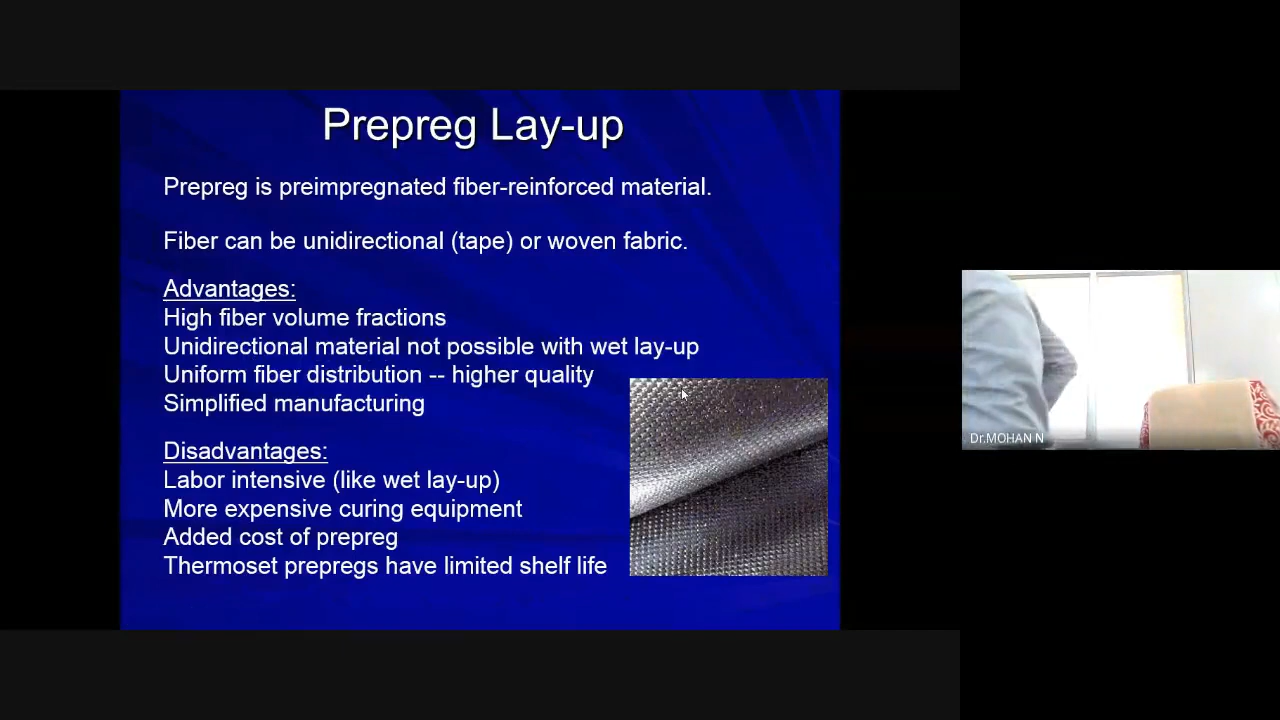 Prepreg Lay-up
Prepreg is preimpregnated fiber-reinforced material.
Fiber can be unidirectional (tape) or woven fabric.
Advantages:
High fiber volume fractions
Unidirectional material not possible with wet lay-up
Uniform fiber distribution -- higher quality
Simplified manufacturing
Disadvantages:
Labor intensive (like wet lay-up)
More expensive curing equipment
Added cost of prepreg
Thermoset prepregs have limited shelf life
Dr.MOHAN N